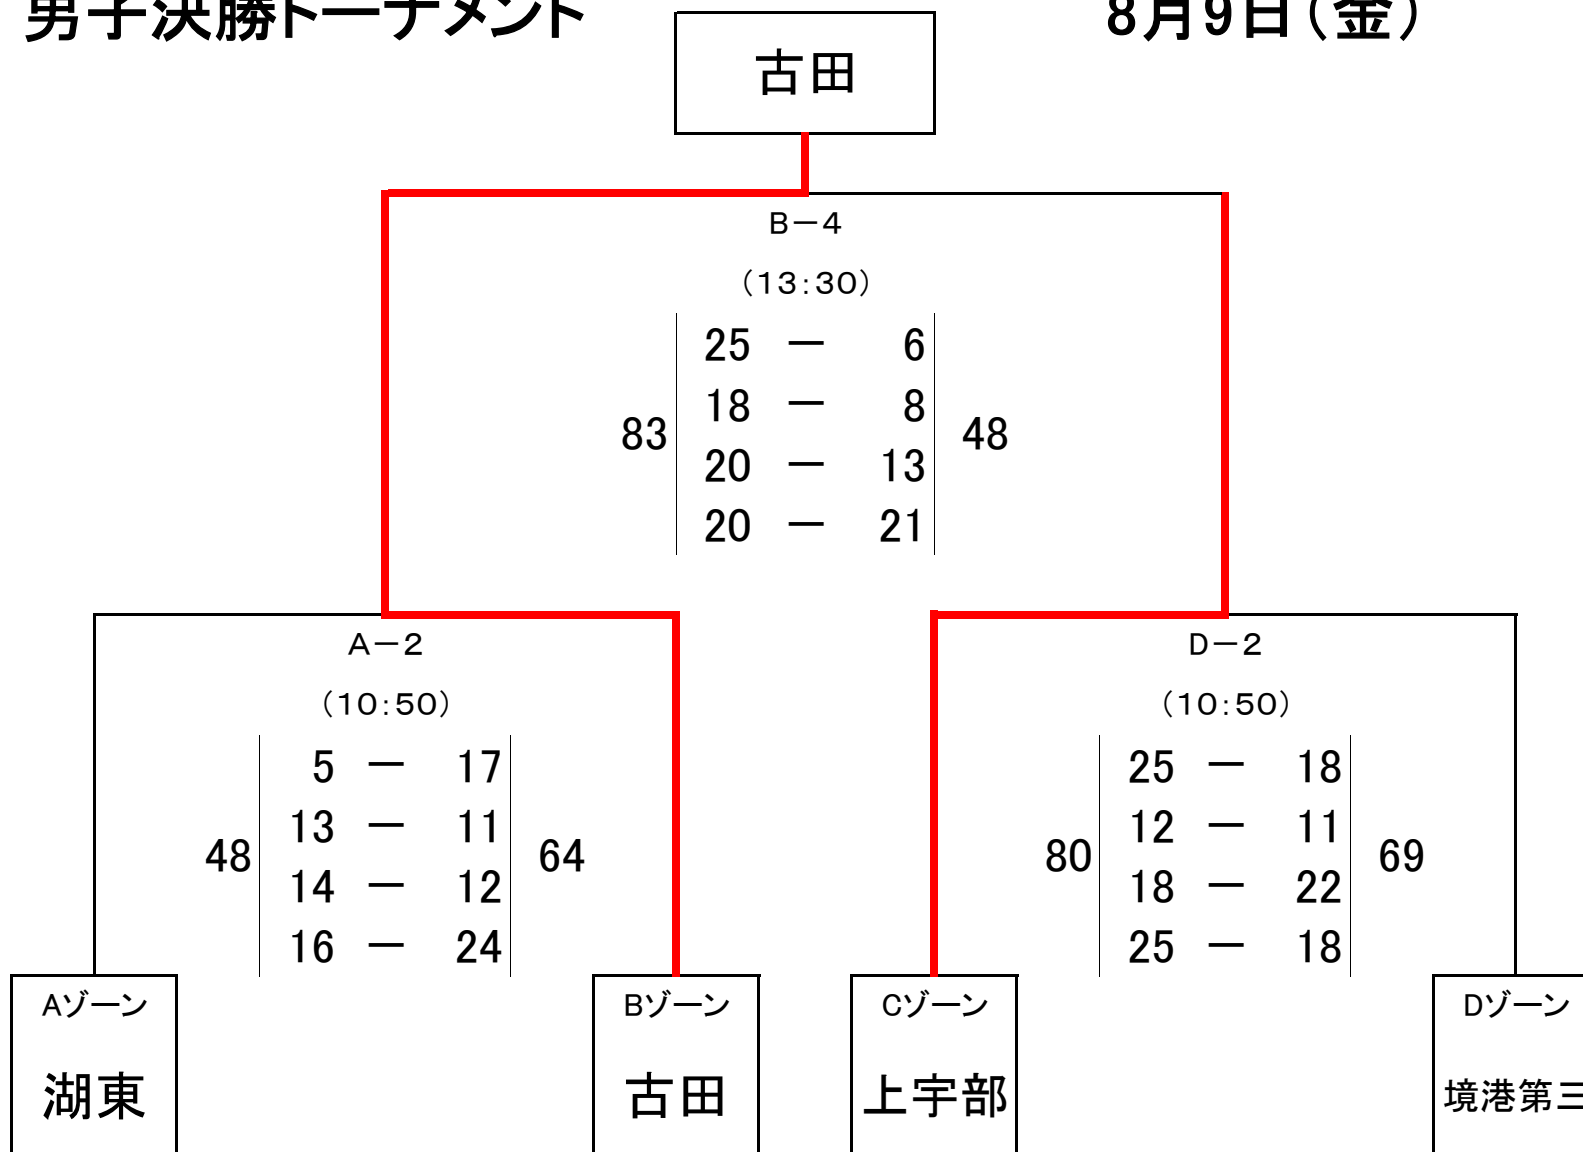 男子決勝トーナメント 8月9日(金)
古田
B－4
(13:30)
25 － 6
18 － 8
83 48
20 － 13
20 － 21
A－2 D－2
(10:50) (10:50)
5 － 17 25 － 18
13 － 11 12 － 11
48 64 80 69
14 － 12 18 － 22
16 － 24 25 － 18
Aゾーン Bゾーン Cゾーン Dゾーン
湖東 古田 上宇部 境港第三